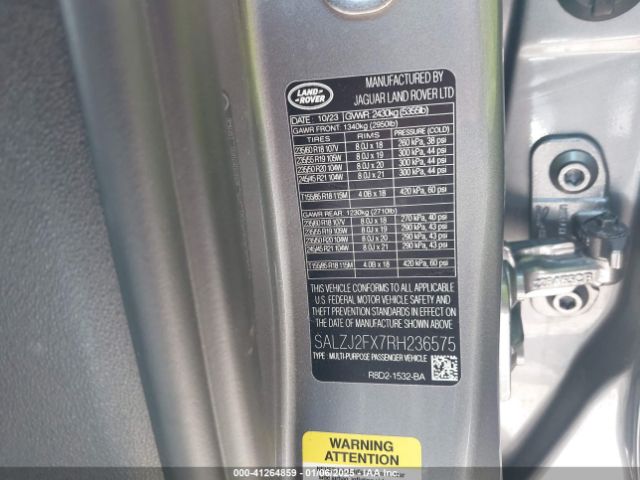 LAND ROVER
MANUFACTURED BY
JAGUAR LAND ROVER LTD
DATE: 10/23 GVWR 2430kg (5355lb)
GAWR FRONT: 1340kg (2950lb)
TIRES RIMS PRESSURE (COLD)
235/60 R18 107V 8.0J x 18 260 kPa, 38 psi
235/55 R19 105W 8.0J x 19 300 kPa, 44 psi
235/50 R20 104W 8.0J x 20 300 kPa, 44 psi
245/45 R21 104W 8.0J x 21 300 kPa, 44 psi
T155/85 R18 115M 4.0B x 18 420 kPa, 60 psi
GAWR REAR: 1230kg (2710lb)
235/60 R18 107V 8.0J x 18 270 kPa, 40 psi
235/55 R19 105W 8.0J x 19 290 kPa, 43 psi
235/50 R20 104W 8.0J x 20 290 kPa, 43 psi
245/45 R21 104W 8.0J x 21 290 kPa, 43 psi
T155/85 R18 115M 4.0B x 18 420 kPa, 60 psi
THIS VEHICLE CONFORMS TO ALL APPLICABLE
U.S. FEDERAL MOTOR VEHICLE SAFETY AND
THEFT PREVENTION STANDARDS IN EFFECT ON
THE DATE OF MANUFACTURE SHOWN ABOVE.
SALZJ2FX7RH236575
TYPE: MULTI-PURPOSE PASSENGER VEHICLE
R8D2-1532-BA
WARNING
ATTENTION
000-41264859 - 01/06/2025 - IAA Inc.